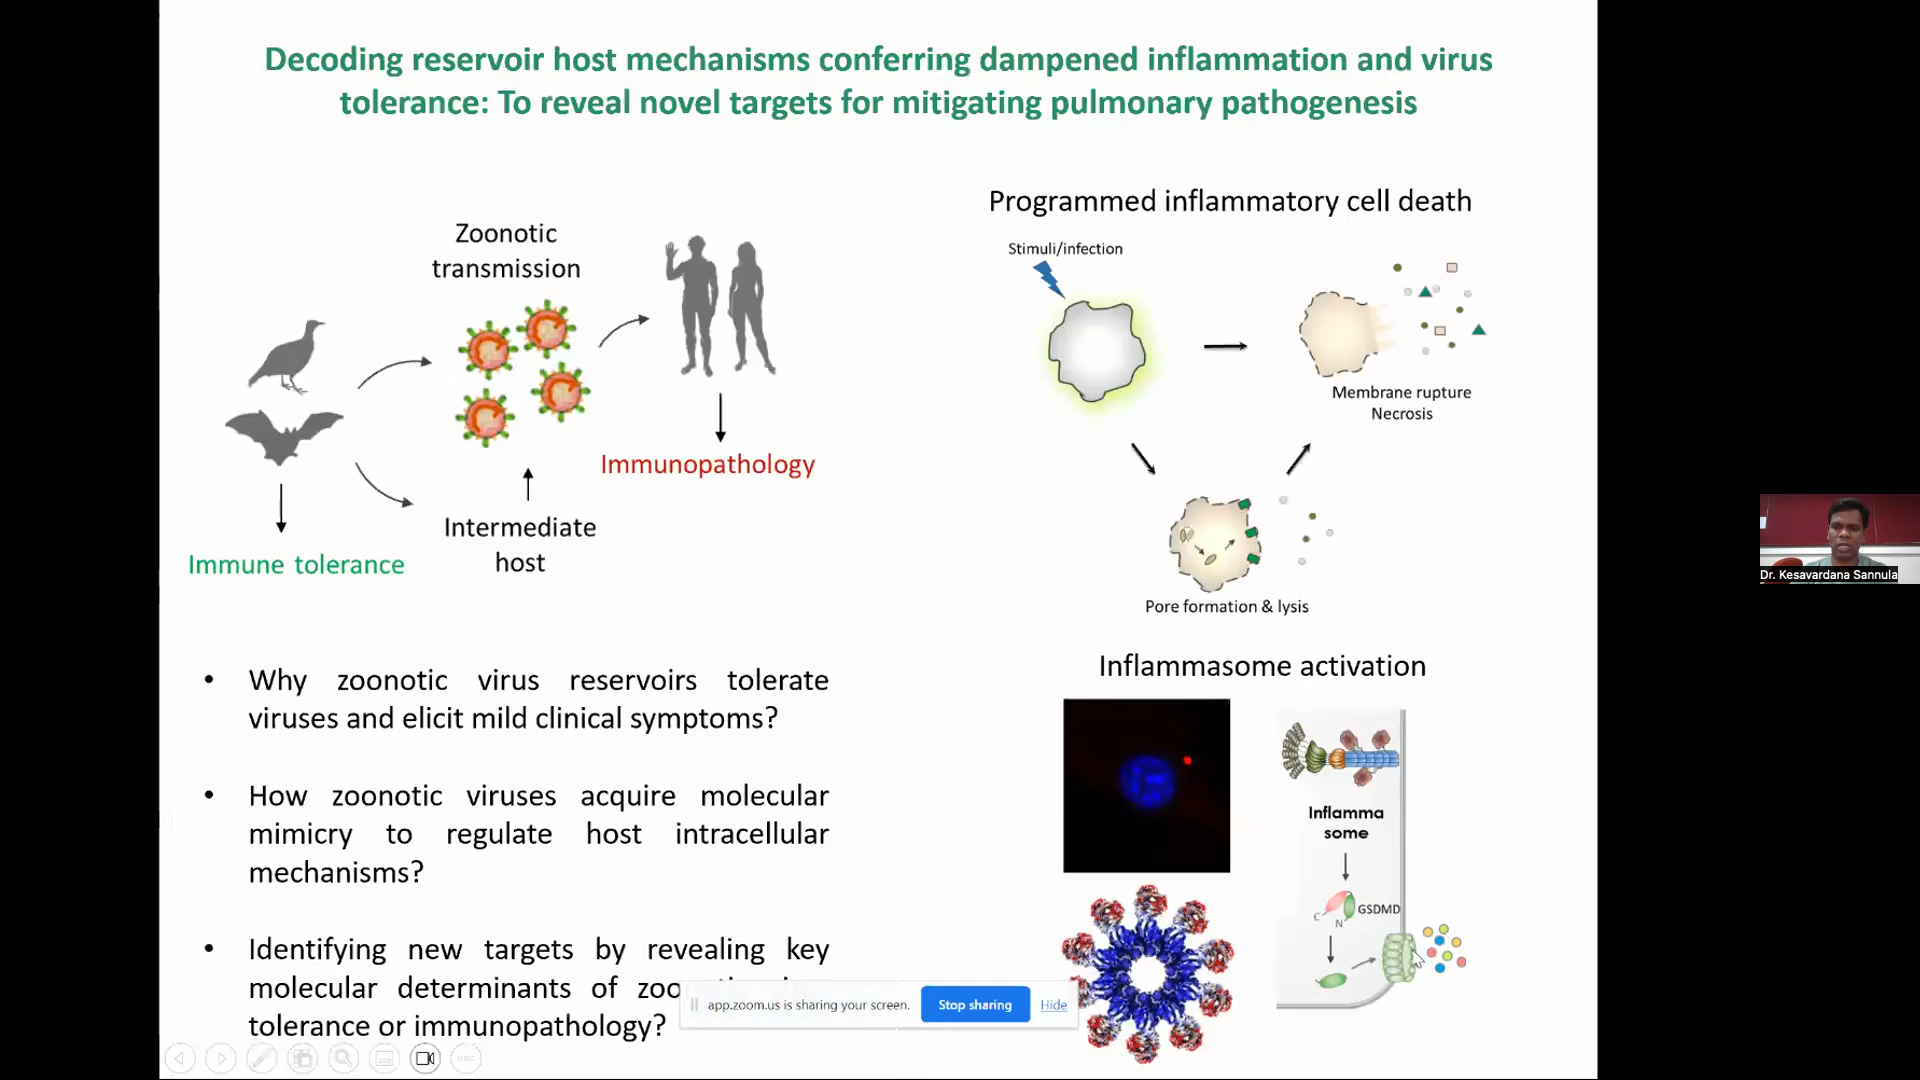 Decoding reservoir host mechanisms conferring dampened inflammation and virus
tolerance: To reveal novel targets for mitigating pulmonary pathogenesis
Zoonotic
transmission
Immunopathology
Intermediate
host
Immune tolerance
Programmed inflammatory cell death
Stimuli/infection
Membrane rupture
Necrosis
Pore formation & lysis
• Why zoonotic virus reservoirs tolerate
viruses and elicit mild clinical symptoms?
• How zoonotic viruses acquire molecular
mimicry to regulate host intracellular
mechanisms?
• Identifying new targets by revealing key
molecular determinants of
tolerance or immunopathology?
Inflammasome activation
Inflamma
some
C
N
GSDMD
app.zoom.us is sharing your screen.
Stop sharing
Hide
Dr. Kesavardana Sannula